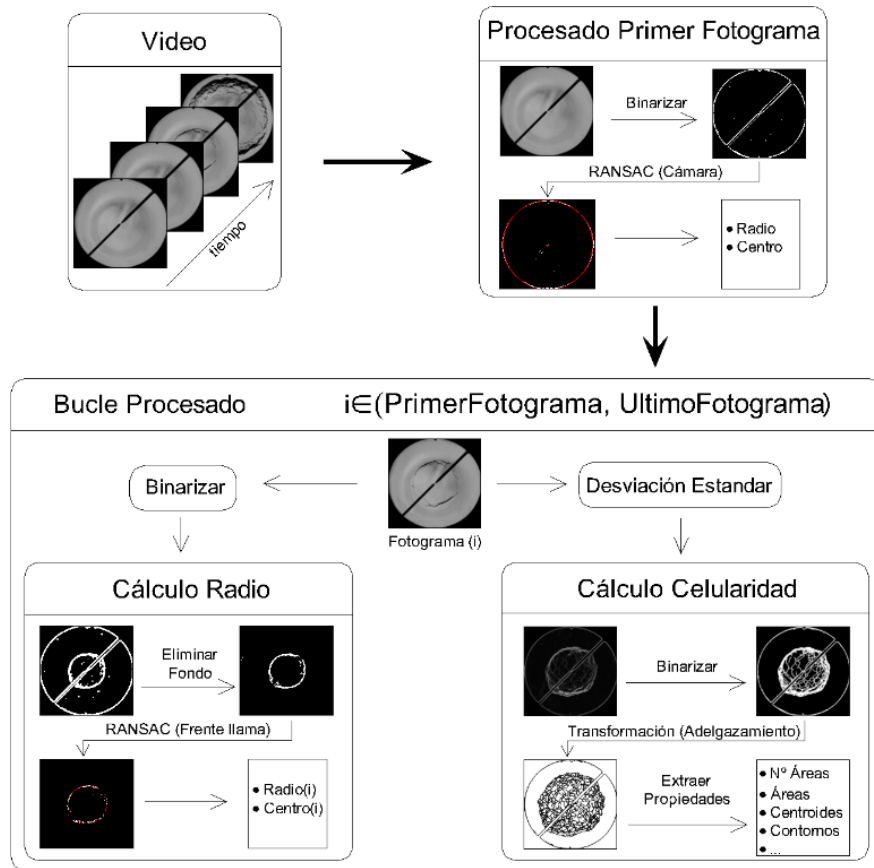 Video
tiempo
Procesado Primer Fotograma
Binarizar
RANSAC (Cámara)
• Radio
• Centro
Bucle Procesado
i∈(PrimerFotograma, UltimoFotograma)
Binarizar
Fotograma (i)
Desviación Estandar
Cálculo Radio
Eliminar
Fondo
RANSAC (Frente llama)
• Radio(i)
• Centro(i)
Cálculo Celularidad
Binarizar
Transformación (Adelgazamiento)
Extraer
Propiedades
• Nº Áreas
• Áreas
• Centroides
• Contornos
• ...